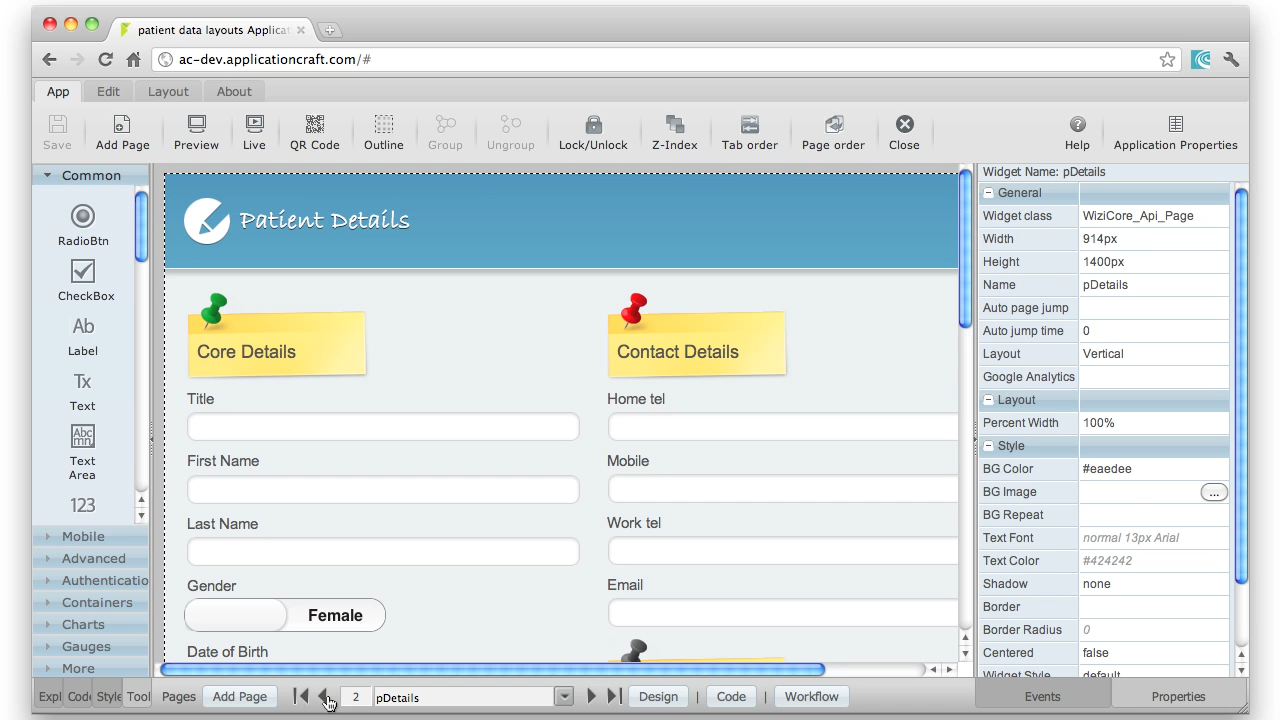 patient data layouts Applicat
ac-dev.applicationcraft.com/#
App Edit Layout About
Save Add Page Preview Live QR Code Outline Group Ungroup Lock/Unlock Z-Index Tab order Page order Close Help Application Properties
Common
RadioBtn
CheckBox
Ab
Label
Tx
Text
Abc
mn
Text
Area
123
Mobile
Advanced
Authenticatio
Containers
Charts
Gauges
More
Patient Details
Core Details
Title
First Name
Last Name
Gender
Female
Date of Birth
Contact Details
Home tel
Mobile
Work tel
Email
Widget Name: pDetails
General
Widget class WiziCore_Api_Page
Width 914px
Height 1400px
Name pDetails
Auto page jump
Auto jump time 0
Layout Vertical
Google Analytics
Layout
Percent Width 100%
Style
BG Color #eaedee
BG Image ...
BG Repeat
Text Font normal 13px Arial
Text Color #424242
Shadow none
Border
Border Radius 0
Centered false
Widget Style default
Expl Code Style Tool Pages Add Page 2 pDetails Design | Code | Workflow Events Properties